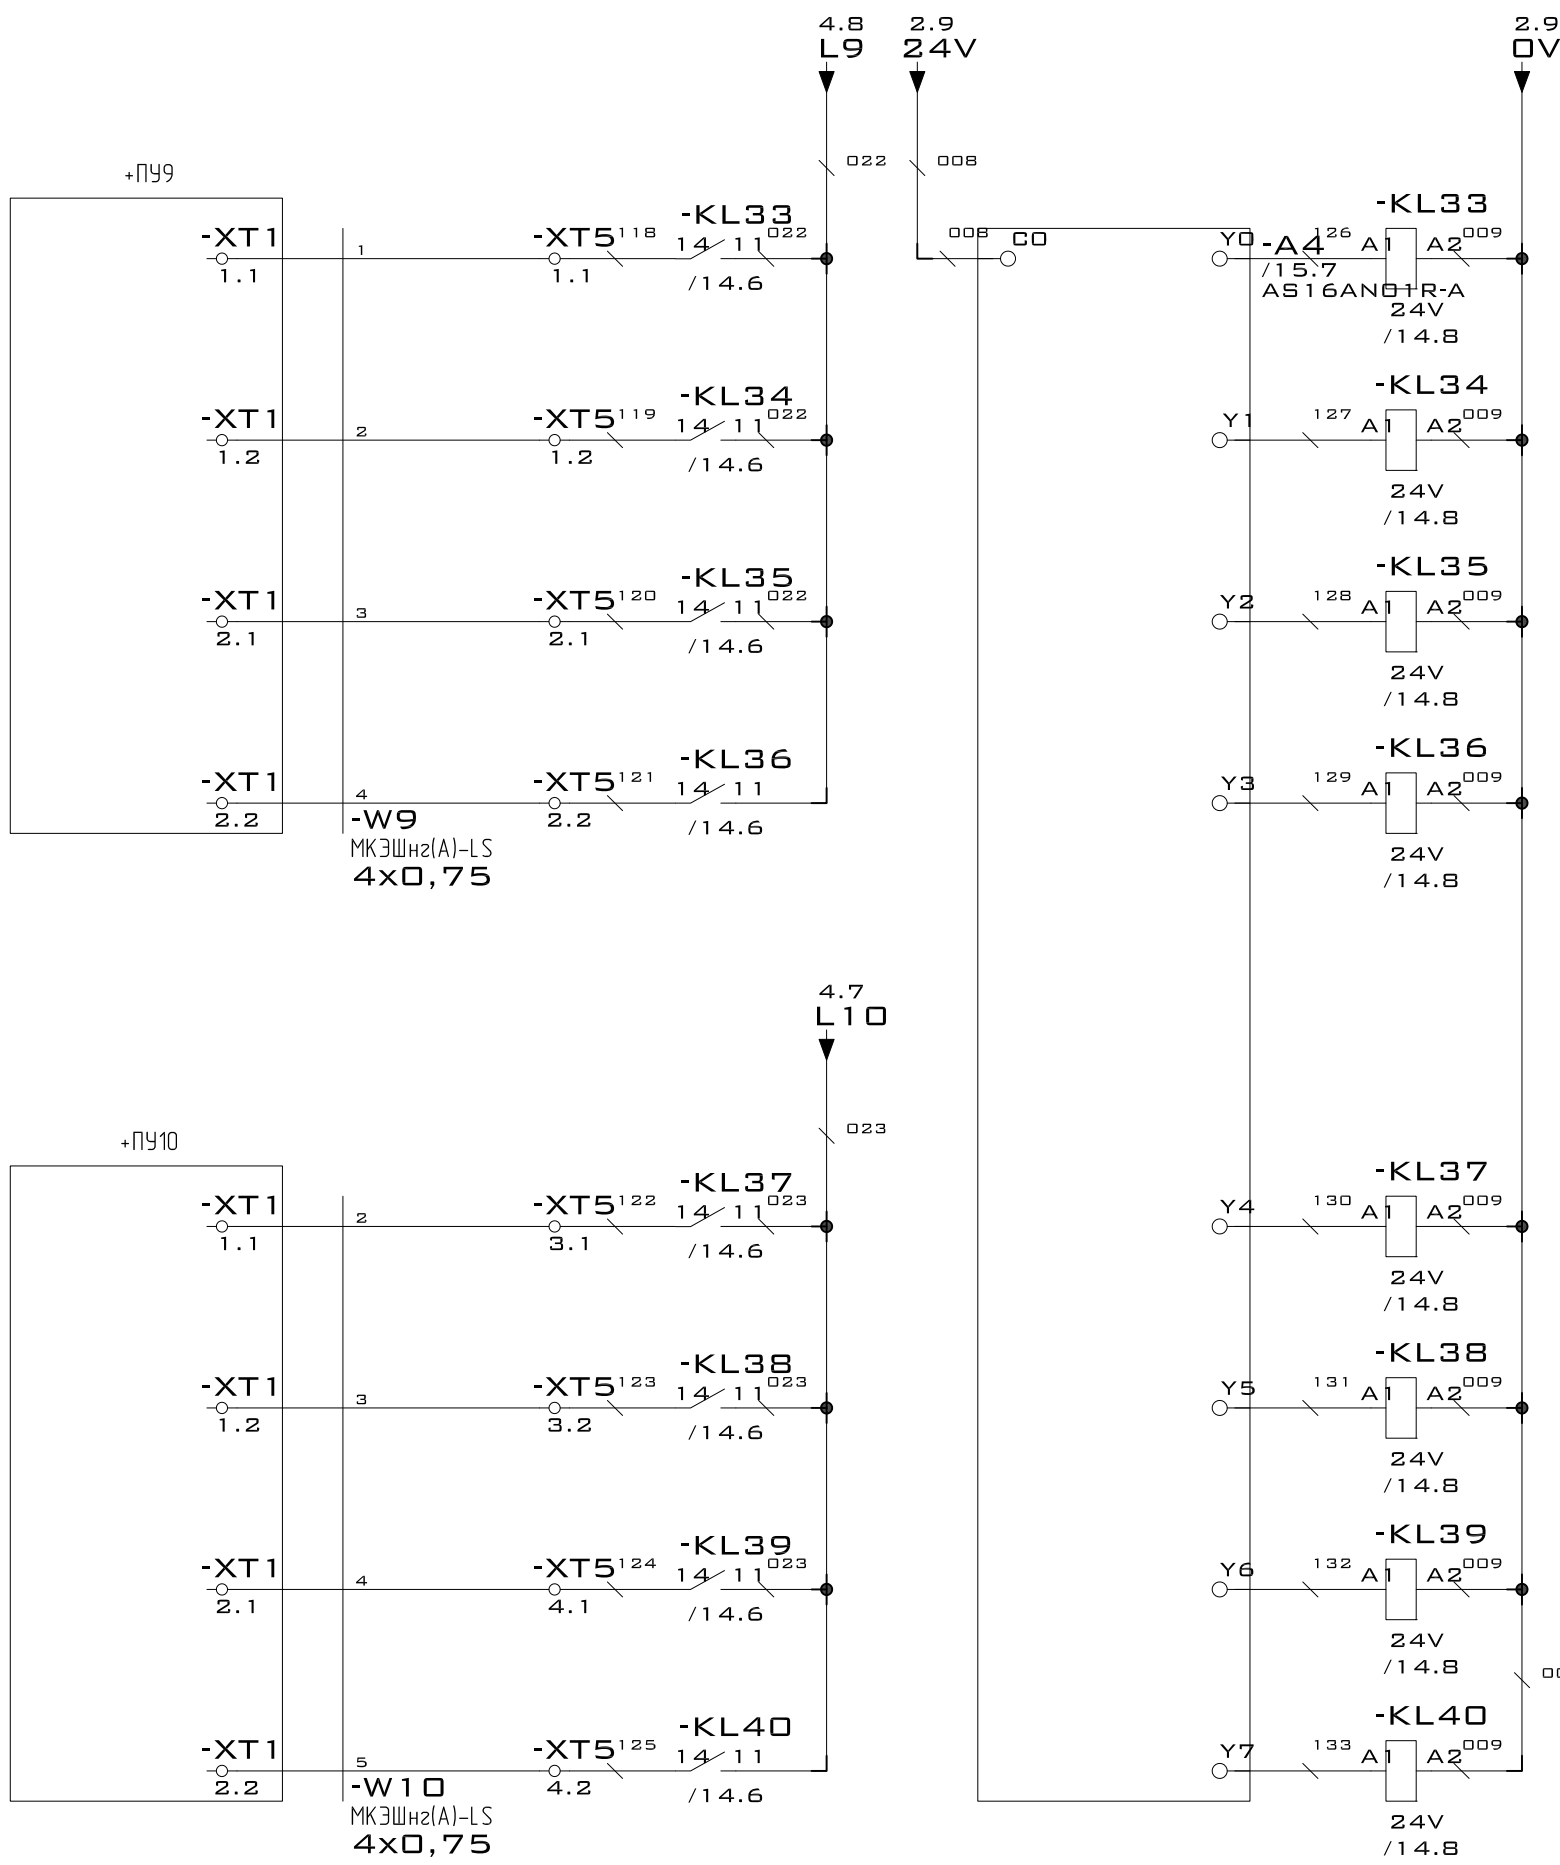 4.8
L9
2.9
24V
2.9
0V
022
008
+ПУ9
-XT1
1.1
1
-XT5
118
1.1
-KL33
14 11
022
/14.6
008
C0
Y0
-A4
/15.7
AS16AN01R-A
126
-KL33
A1 A2
009
24V
/14.8
-XT1
1.2
2
-XT5
119
1.2
-KL34
14 11
022
/14.6
Y1
127
-KL34
A1 A2
009
24V
/14.8
-XT1
2.1
3
-XT5
120
2.1
-KL35
14 11
022
/14.6
Y2
128
-KL35
A1 A2
009
24V
/14.8
-XT1
2.2
4
-XT5
121
2.2
-KL36
14 11
/14.6
Y3
129
-KL36
A1 A2
009
24V
/14.8
-W9
МКЭШнг(А)-LS
4x0,75
4.7
L10
023
+ПУ10
-XT1
1.1
2
-XT5
122
3.1
-KL37
14 11
023
/14.6
Y4
130
-KL37
A1 A2
009
24V
/14.8
-XT1
1.2
3
-XT5
123
3.2
-KL38
14 11
023
/14.6
Y5
131
-KL38
A1 A2
009
24V
/14.8
-XT1
2.1
4
-XT5
124
4.1
-KL39
14 11
023
/14.6
Y6
132
-KL39
A1 A2
009
24V
/14.8
-XT1
2.2
5
-XT5
125
4.2
-KL40
14 11
/14.6
Y7
133
-KL40
A1 A2
009
24V
/14.8
-W10
МКЭШнг(А)-LS
4x0,75